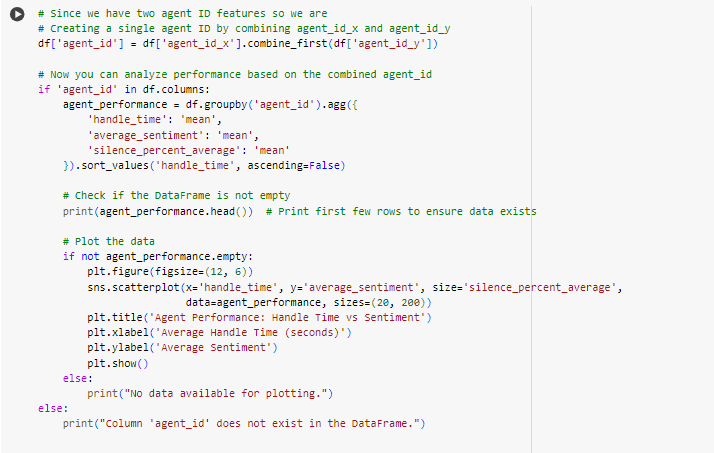 # Since we have two agent ID features so we are
# Creating a single agent ID by combining agent_id_x and agent_id_y
df['agent_id'] = df['agent_id_x'].combine_first(df['agent_id_y'])

# Now you can analyze performance based on the combined agent_id
if 'agent_id' in df.columns:
    agent_performance = df.groupby('agent_id').agg({
        'handle_time': 'mean',
        'average_sentiment': 'mean',
        'silence_percent_average': 'mean'
    }).sort_values('handle_time', ascending=False)

    # Check if the DataFrame is not empty
    print(agent_performance.head())  # Print first few rows to ensure data exists

    # Plot the data
    if not agent_performance.empty:
        plt.figure(figsize=(12, 6))
        sns.scatterplot(x='handle_time', y='average_sentiment', size='silence_percent_average',
                        data=agent_performance, sizes=(20, 200))
        plt.title('Agent Performance: Handle Time vs Sentiment')
        plt.xlabel('Average Handle Time (seconds)')
        plt.ylabel('Average Sentiment')
        plt.show()
    else:
        print("No data available for plotting.")
else:
    print("Column 'agent_id' does not exist in the DataFrame.")